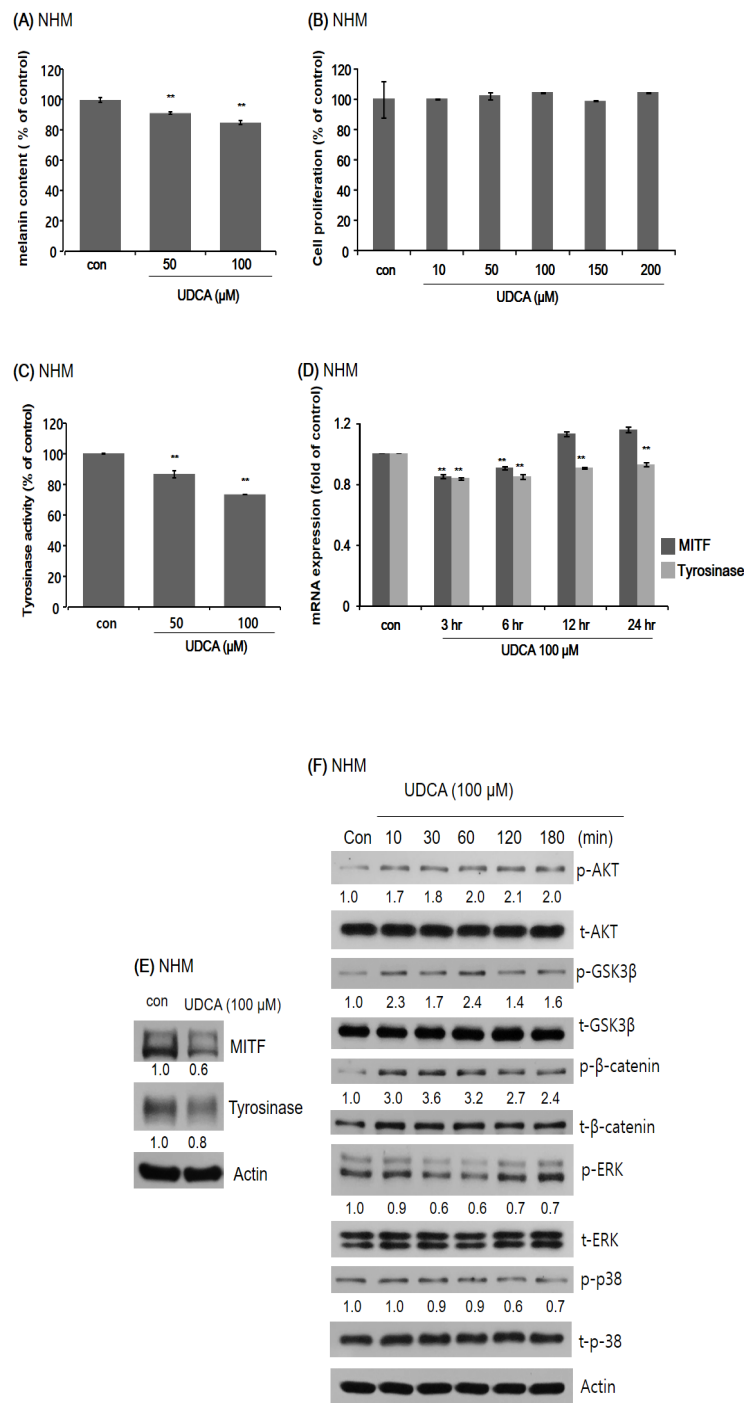 (A) NHM
melanin content ( % of control)
120
100
80
60
40
20
0
**
**
con
50
100
UDCA (µM)
(B) NHM
Cell proliferation (% of control)
120
100
80
60
40
20
0
con
10
50
100
150
200
UDCA (µM)
(C) NHM
Tyrosinase activity (% of control)
120
100
80
60
40
20
0
**
**
con
50
100
UDCA (µM)
(D) NHM
mRNA expression (fold of control)
1.2
0.8
0.4
0
** **
** **
**
**
MITF
Tyrosinase
con
3 hr
6 hr
12 hr
24 hr
UDCA 100 µM
(E) NHM
con UDCA (100 µM)
MITF
1.0 0.6
Tyrosinase
1.0 0.8
Actin
(F) NHM
UDCA (100 µM)
Con 10 30 60 120 180 (min)
p-AKT
1.0 1.7 1.8 2.0 2.1 2.0
t-AKT
p-GSK3β
1.0 2.3 1.7 2.4 1.4 1.6
t-GSK3β
p-β-catenin
1.0 3.0 3.6 3.2 2.7 2.4
t-β-catenin
p-ERK
1.0 0.9 0.6 0.6 0.7 0.7
t-ERK
p-p38
1.0 1.0 0.9 0.9 0.6 0.7
t-p-38
Actin